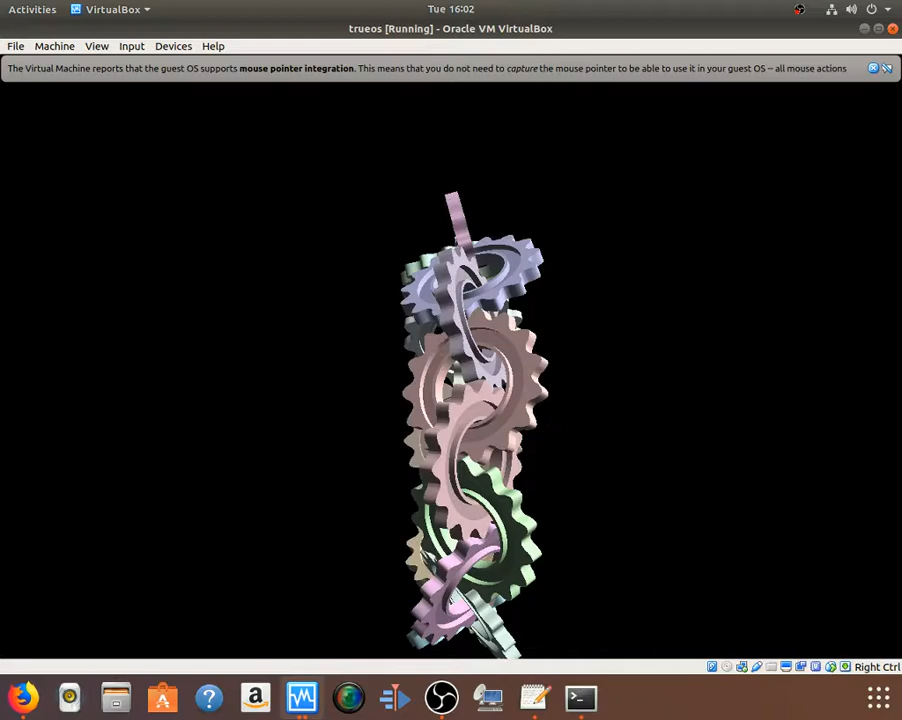 Activities VirtualBox Tue 16:02
trueos [Running] - Oracle VM VirtualBox
File Machine View Input Devices Help
The Virtual Machine reports that the guest OS supports mouse pointer integration. This means that you do not need to capture the mouse pointer to be able to use it in your guest OS – all mouse actions
Right Ctrl